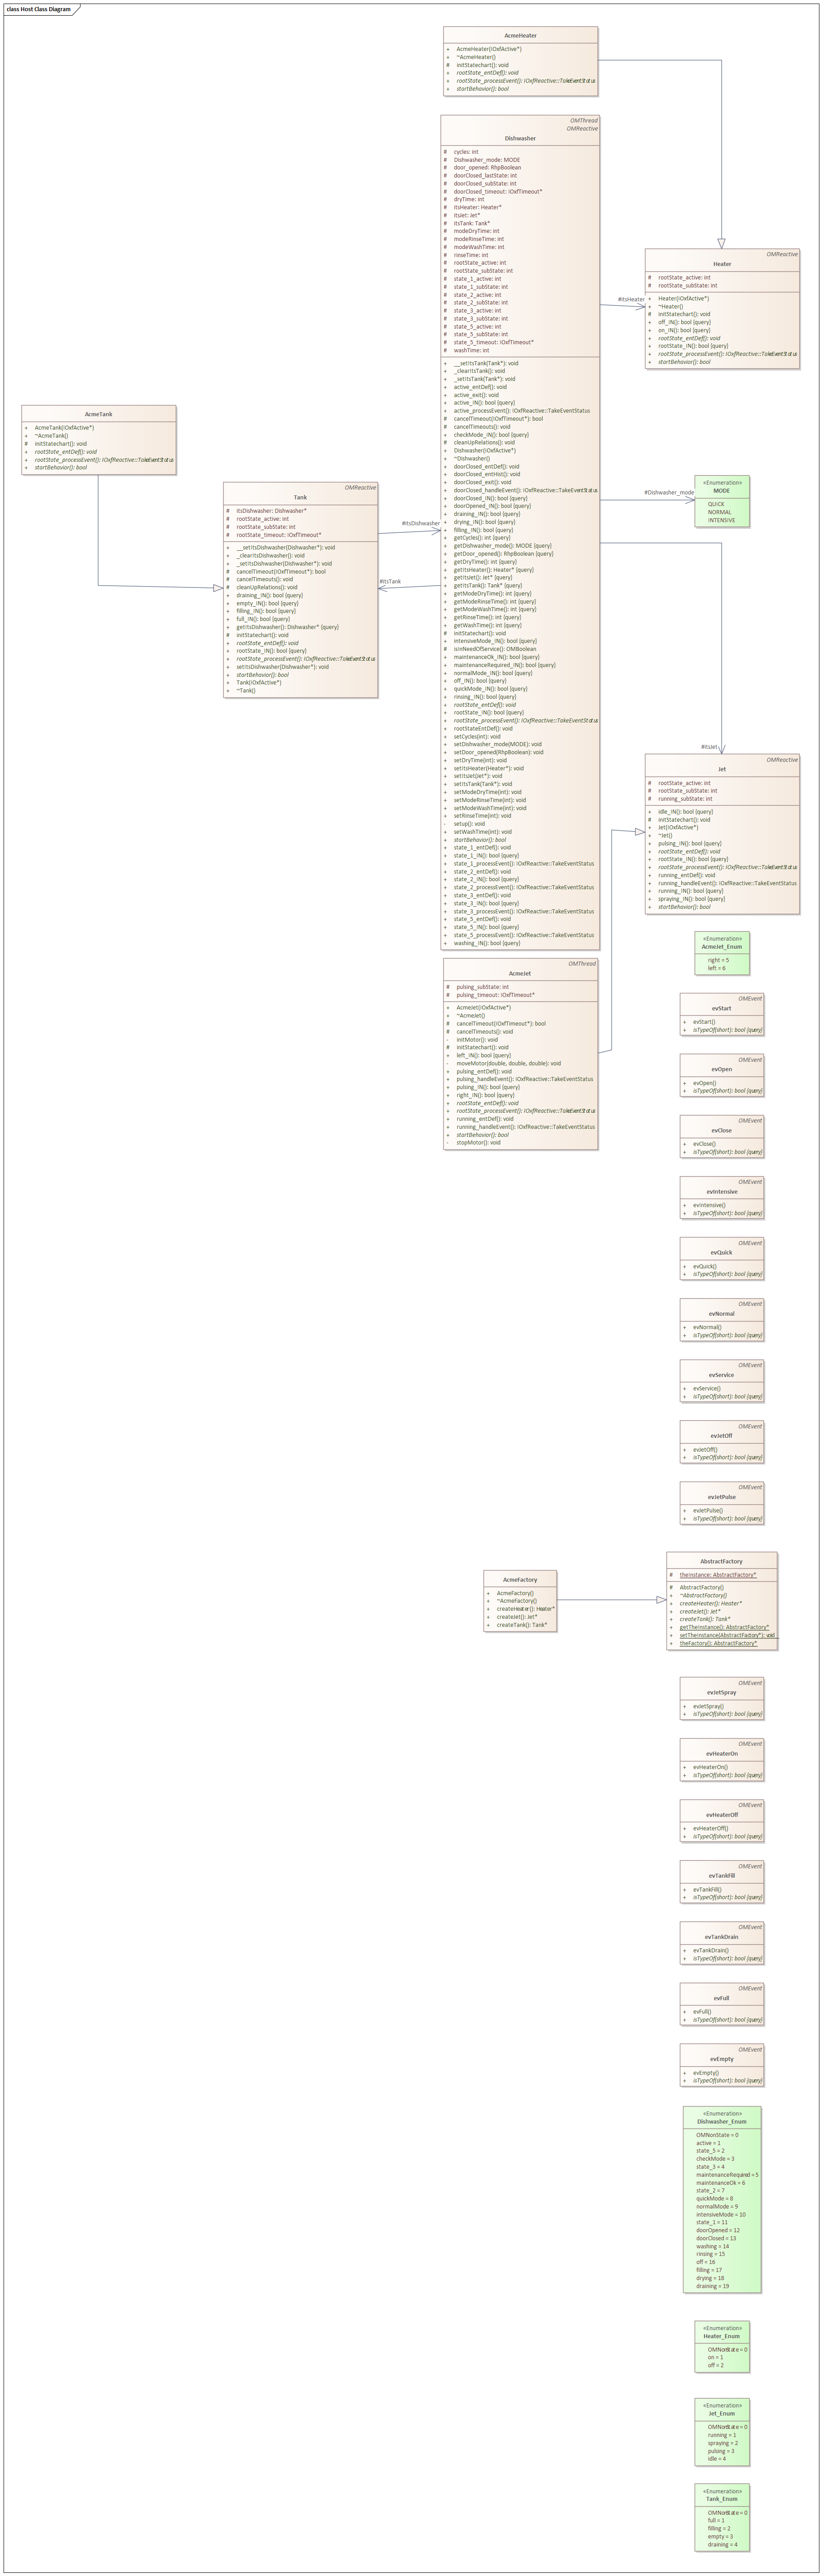 class Host Class Diagram
AcmeHeater
+ AcmeHeater(IOxfActive*)
+ ~AcmeHeater()
# initStatechart(): void
+ rootState_entDef(): void
+ rootState_processEvent(): IOxfReactive::TakeEventStatus
+ startBehavior(): bool
OMThread
OMReactive
Dishwasher
# cycles: int
# Dishwasher_mode: MODE
# door_opened: RhpBoolean
# doorClosed_lastState: int
# doorClosed_subState: int
# doorClosed_timeout: IOxfTimeout*
# dryTime: int
# itsHeater: Heater*
# itsJet: Jet*
# itsTank: Tank*
# modeDryTime: int
# modeRinseTime: int
# modeWashTime: int
# rinseTime: int
# rootState_active: int
# rootState_subState: int
# state_1_active: int
# state_1_subState: int
# state_2_active: int
# state_2_subState: int
# state_3_active: int
# state_3_subState: int
# state_5_active: int
# state_5_subState: int
# state_5_timeout: IOxfTimeout*
# washTime: int
+ __setItsTank(Tank*): void
+ _clearItsTank(): void
+ _setItsTank(Tank*): void
+ active_entDef(): void
+ active_exit(): void
+ active_IN(): bool {query}
+ active_processEvent(): IOxfReactive::TakeEventStatus
# cancelTimeout(IOxfTimeout*): bool
# cancelTimeouts(): void
+ checkMode_IN(): bool {query}
# cleanUpRelations(): void
+ Dishwasher(IOxfActive*)
+ ~Dishwasher()
+ doorClosed_entDef(): void
+ doorClosed_entHist(): void
+ doorClosed_exit(): void
+ doorClosed_handleEvent(): IOxfReactive::TakeEventStatus
+ doorClosed_IN(): bool {query}
+ doorOpened_IN(): bool {query}
+ draining_IN(): bool {query}
+ drying_IN(): bool {query}
+ filling_IN(): bool {query}
+ getCycles(): int {query}
+ getDishwasher_mode(): MODE {query}
+ getDoor_opened(): RhpBoolean {query}
+ getDryTime(): int {query}
+ getItsHeater(): Heater* {query}
+ getItsJet(): Jet* {query}
+ getItsTank(): Tank* {query}
+ getModeDryTime(): int {query}
+ getModeRinseTime(): int {query}
+ getModeWashTime(): int {query}
+ getRinseTime(): int {query}
+ getWashTime(): int {query}
# initStatechart(): void
+ intensiveMode_IN(): bool {query}
# isInNeedOfService(): OMBoolean
+ maintenanceOk_IN(): bool {query}
+ maintenanceRequired_IN(): bool {query}
+ normalMode_IN(): bool {query}
+ off_IN(): bool {query}
+ quickMode_IN(): bool {query}
+ rinsing_IN(): bool {query}
+ rootState_entDef(): void
+ rootState_IN(): bool {query}
+ rootState_processEvent(): IOxfReactive::TakeEventStatus
+ rootStateEntDef(): void
+ setCycles(int): void
+ setDishwasher_mode(MODE): void
+ setDoor_opened(RhpBoolean): void
+ setDryTime(int): void
+ setItsHeater(Heater*): void
+ setItsJet(Jet*): void
+ setItsTank(Tank*): void
+ setModeDryTime(int): void
+ setModeRinseTime(int): void
+ setModeWashTime(int): void
+ setRinseTime(int): void
- setup(): void
+ setWashTime(int): void
+ startBehavior(): bool
+ state_1_entDef(): void
+ state_1_IN(): bool {query}
+ state_1_processEvent(): IOxfReactive::TakeEventStatus
+ state_2_entDef(): void
+ state_2_IN(): bool {query}
+ state_2_processEvent(): IOxfReactive::TakeEventStatus
+ state_3_entDef(): void
+ state_3_IN(): bool {query}
+ state_3_processEvent(): IOxfReactive::TakeEventStatus
+ state_5_entDef(): void
+ state_5_IN(): bool {query}
+ state_5_processEvent(): IOxfReactive::TakeEventStatus
+ washing_IN(): bool {query}
#itsHeater
OMReactive
Heater
# rootState_active: int
# rootState_subState: int
+ Heater(IOxfActive*)
+ ~Heater()
# initStatechart(): void
+ off_IN(): bool {query}
+ on_IN(): bool {query}
+ rootState_entDef(): void
+ rootState_IN(): bool {query}
+ rootState_processEvent(): IOxfReactive::TakeEventStatus
+ startBehavior(): bool
AcmeTank
+ AcmeTank(IOxfActive*)
+ ~AcmeTank()
# initStatechart(): void
+ rootState_entDef(): void
+ rootState_processEvent(): IOxfReactive::TakeEventStatus
+ startBehavior(): bool
OMReactive
Tank
# itsDishwasher: Dishwasher*
# rootState_active: int
# rootState_subState: int
# rootState_timeout: IOxfTimeout*
+ __setItsDishwasher(Dishwasher*): void
+ _clearItsDishwasher(): void
+ _setItsDishwasher(Dishwasher*): void
# cancelTimeout(IOxfTimeout*): bool
# cancelTimeouts(): void
# cleanUpRelations(): void
+ draining_IN(): bool {query}
+ empty_IN(): bool {query}
+ filling_IN(): bool {query}
+ full_IN(): bool {query}
+ getItsDishwasher(): Dishwasher* {query}
# initStatechart(): void
+ rootState_entDef(): void
+ rootState_IN(): bool {query}
+ rootState_processEvent(): IOxfReactive::TakeEventStatus
+ setItsDishwasher(Dishwasher*): void
+ startBehavior(): bool
+ Tank(IOxfActive*)
+ ~Tank()
#itsDishwasher
#itsTank
#Dishwasher_mode
«Enumeration»
MODE
QUICK
NORMAL
INTENSIVE
#itsJet
OMReactive
Jet
# rootState_active: int
# rootState_subState: int
# running_subState: int
+ idle_IN(): bool {query}
# initStatechart(): void
+ Jet(IOxfActive*)
+ ~Jet()
+ pulsing_IN(): bool {query}
+ rootState_entDef(): void
+ rootState_IN(): bool {query}
+ rootState_processEvent(): IOxfReactive::TakeEventStatus
+ running_entDef(): void
+ running_handleEvent(): IOxfReactive::TakeEventStatus
+ running_IN(): bool {query}
+ spraying_IN(): bool {query}
+ startBehavior(): bool
«Enumeration»
AcmeJet_Enum
right = 5
left = 6
OMThread
AcmeJet
# pulsing_subState: int
# pulsing_timeout: IOxfTimeout*
+ AcmeJet(IOxfActive*)
+ ~AcmeJet()
# cancelTimeout(IOxfTimeout*): bool
# cancelTimeouts(): void
- initMotor(): void
# initStatechart(): void
+ left_IN(): bool {query}
- moveMotor(double, double, double): void
+ pulsing_entDef(): void
+ pulsing_handleEvent(): IOxfReactive::TakeEventStatus
+ pulsing_IN(): bool {query}
+ right_IN(): bool {query}
+ rootState_entDef(): void
+ rootState_processEvent(): IOxfReactive::TakeEventStatus
+ running_entDef(): void
+ running_handleEvent(): IOxfReactive::TakeEventStatus
+ startBehavior(): bool
- stopMotor(): void
OMEvent
evStart
+ evStart()
+ isTypeOf(short): bool {query}
OMEvent
evOpen
+ evOpen()
+ isTypeOf(short): bool {query}
OMEvent
evClose
+ evClose()
+ isTypeOf(short): bool {query}
OMEvent
evIntensive
+ evIntensive()
+ isTypeOf(short): bool {query}
OMEvent
evQuick
+ evQuick()
+ isTypeOf(short): bool {query}
OMEvent
evNormal
+ evNormal()
+ isTypeOf(short): bool {query}
OMEvent
evService
+ evService()
+ isTypeOf(short): bool {query}
OMEvent
evJetOff
+ evJetOff()
+ isTypeOf(short): bool {query}
OMEvent
evJetPulse
+ evJetPulse()
+ isTypeOf(short): bool {query}
AcmeFactory
+ AcmeFactory()
+ ~AcmeFactory()
+ createHeater(): Heater*
+ createJet(): Jet*
+ createTank(): Tank*
AbstractFactory
# theInstance: AbstractFactory*
# AbstractFactory()
+ ~AbstractFactory()
+ createHeater(): Heater*
+ createJet(): Jet*
+ createTank(): Tank*
+ getTheInstance(): AbstractFactory*
+ setTheInstance(AbstractFactory*): void
+ theFactory(): AbstractFactory*
OMEvent
evJetSpray
+ evJetSpray()
+ isTypeOf(short): bool {query}
OMEvent
evHeaterOn
+ evHeaterOn()
+ isTypeOf(short): bool {query}
OMEvent
evHeaterOff
+ evHeaterOff()
+ isTypeOf(short): bool {query}
OMEvent
evTankFill
+ evTankFill()
+ isTypeOf(short): bool {query}
OMEvent
evTankDrain
+ evTankDrain()
+ isTypeOf(short): bool {query}
OMEvent
evFull
+ evFull()
+ isTypeOf(short): bool {query}
OMEvent
evEmpty
+ evEmpty()
+ isTypeOf(short): bool {query}
«Enumeration»
Dishwasher_Enum
OMNonState = 0
active = 1
state_5 = 2
checkMode = 3
state_3 = 4
maintenanceRequired = 5
maintenanceOk = 6
state_2 = 7
quickMode = 8
normalMode = 9
intensiveMode = 10
state_1 = 11
doorOpened = 12
doorClosed = 13
washing = 14
rinsing = 15
off = 16
filling = 17
drying = 18
draining = 19
«Enumeration»
Heater_Enum
OMNonState = 0
on = 1
off = 2
«Enumeration»
Jet_Enum
OMNonState = 0
running = 1
spraying = 2
pulsing = 3
idle = 4
«Enumeration»
Tank_Enum
OMNonState = 0
full = 1
filling = 2
empty = 3
draining = 4